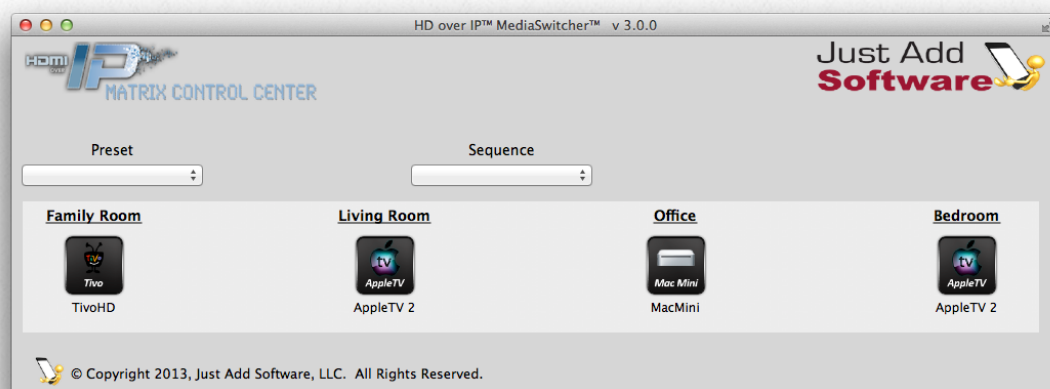 HD over IP™ MediaSwitcher™ v 3.0.0
HDMI over IP
MATRIX CONTROL CENTER
Just Add
Software
Preset
Sequence
Family Room
Living Room
Office
Bedroom
TiVo
Tivo
tv
AppleTV
Mac Mini
tv
AppleTV
TivoHD
AppleTV 2
MacMini
AppleTV 2
© Copyright 2013, Just Add Software, LLC. All Rights Reserved.